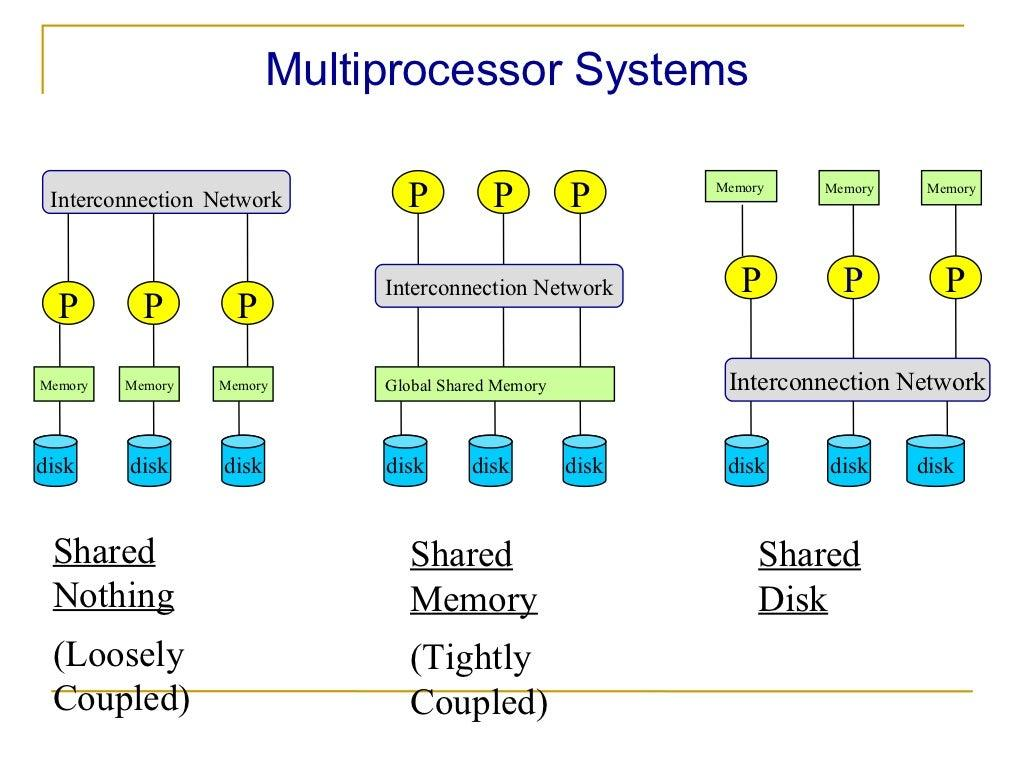 Multiprocessor Systems
Interconnection Network
P P P
Memory Memory Memory
disk disk disk
Shared
Nothing
(Loosely
Coupled)
P P P
Interconnection Network
Global Shared Memory
disk disk disk
Shared
Memory
(Tightly
Coupled)
Memory Memory Memory
P P P
Interconnection Network
disk disk disk
Shared
Disk